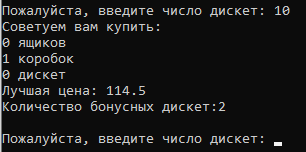 Пожалуйста, введите число дискет: 10
Советуем вам купить:
0 ящиков
1 коробок
0 дискет
Лучшая цена: 114.5
Количество бонусных дискет:2
Пожалуйста, введите число дискет: